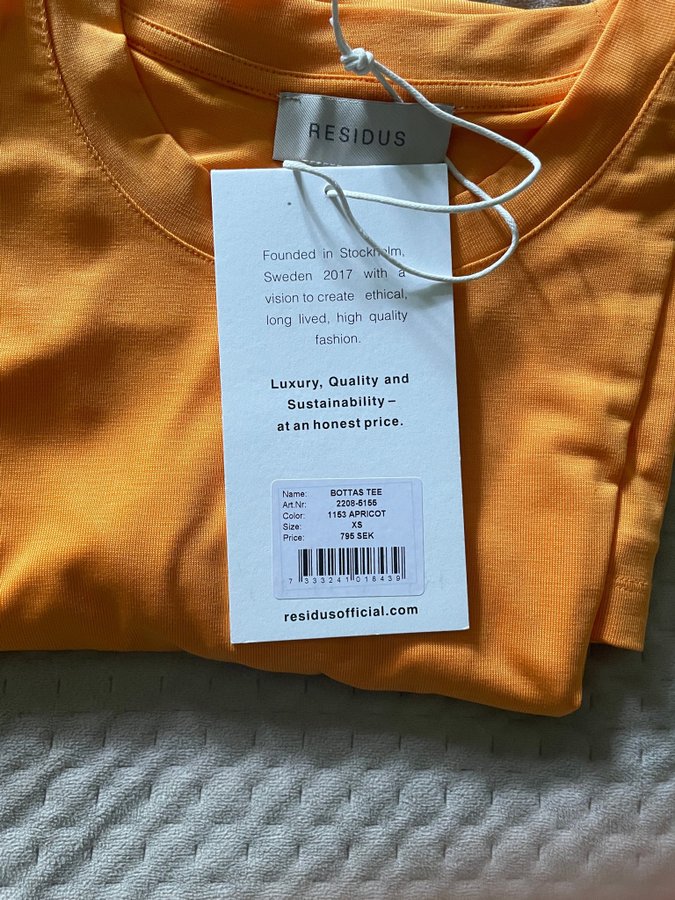 RESIDUS
Founded in Stockholm,
Sweden 2017 with a
vision to create ethical,
long lived, high quality
fashion.
Luxury, Quality and
Sustainability –
at an honest price.
Name: BOTTAS TEE
Art.Nr: 2208-5155
Color: 1153 APRICOT
Size: XS
Price: 795 SEK
7 333241 016439
residusofficial.com